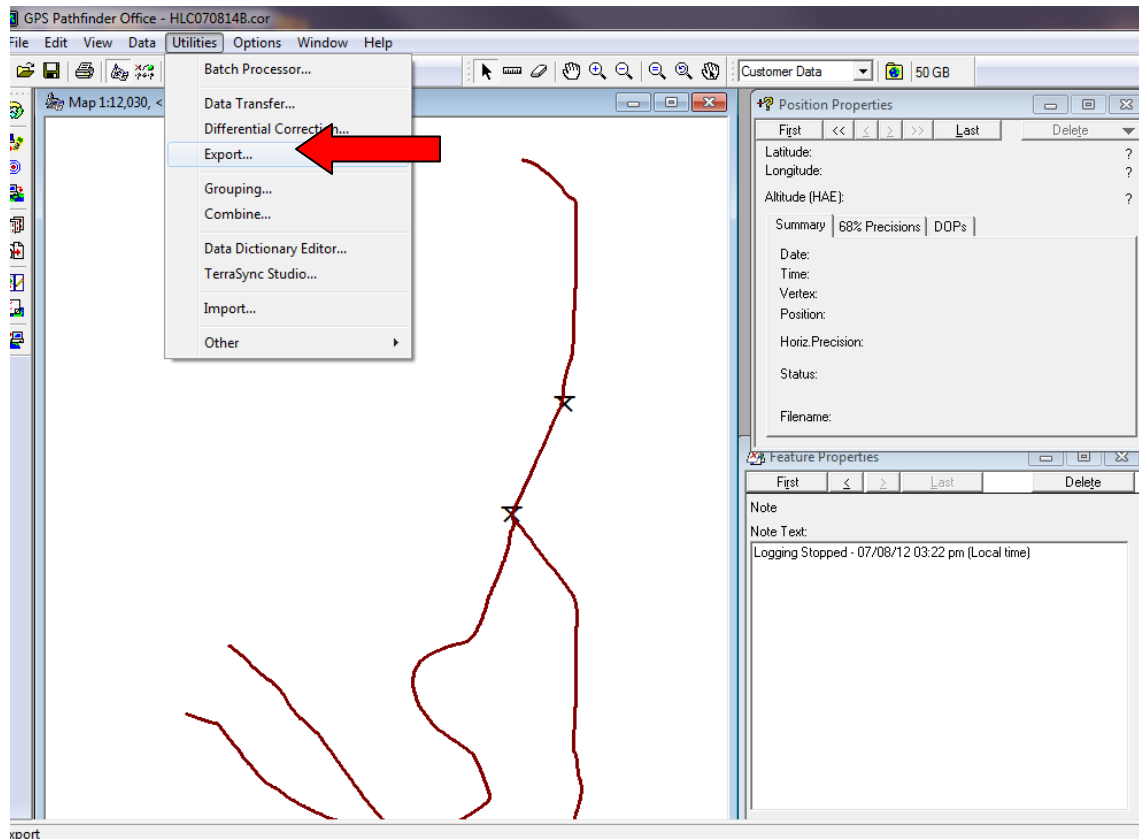 GPS Pathfinder Office - HLC070814B.cor
File Edit View Data Utilities Options Window Help
Customer Data 50 GB
Batch Processor...
Data Transfer...
Differential Correction...
Export...
Grouping...
Combine...
Data Dictionary Editor...
TerraSync Studio...
Import...
Other
Map 1:12,030, <
Position Properties
First << < > >> Last Delete
Latitude: ?
Longitude: ?
Altitude (HAE): ?
Summary 68% Precisions DOPs
Date:
Time:
Vertex:
Position:
Horiz.Precision:
Status:
Filename:
Feature Properties
First < > Last Delete
Note
Note Text:
Logging Stopped - 07/08/12 03:22 pm (Local time)
xport